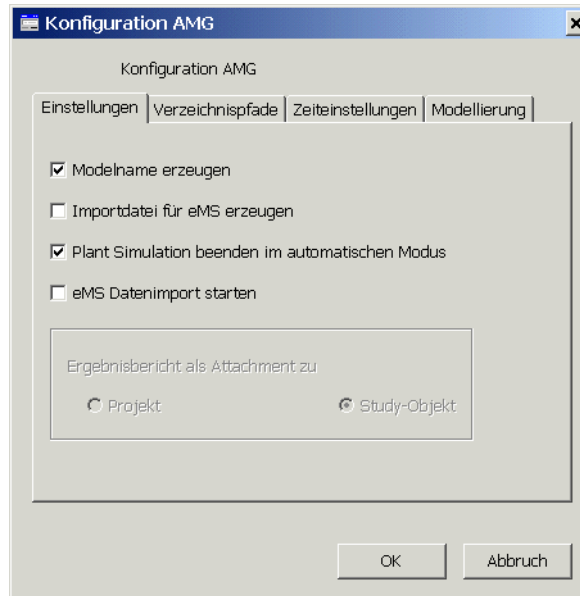 Konfiguration AMG
Konfiguration AMG
Einstellungen Verzeichnispfade Zeiteinstellungen Modellierung
Modelname erzeugen
Importdatei für eMS erzeugen
Plant Simulation beenden im automatischen Modus
eMS Datenimport starten
Ergebnisbericht als Attachment zu
Projekt Study-Objekt
OK Abbruch